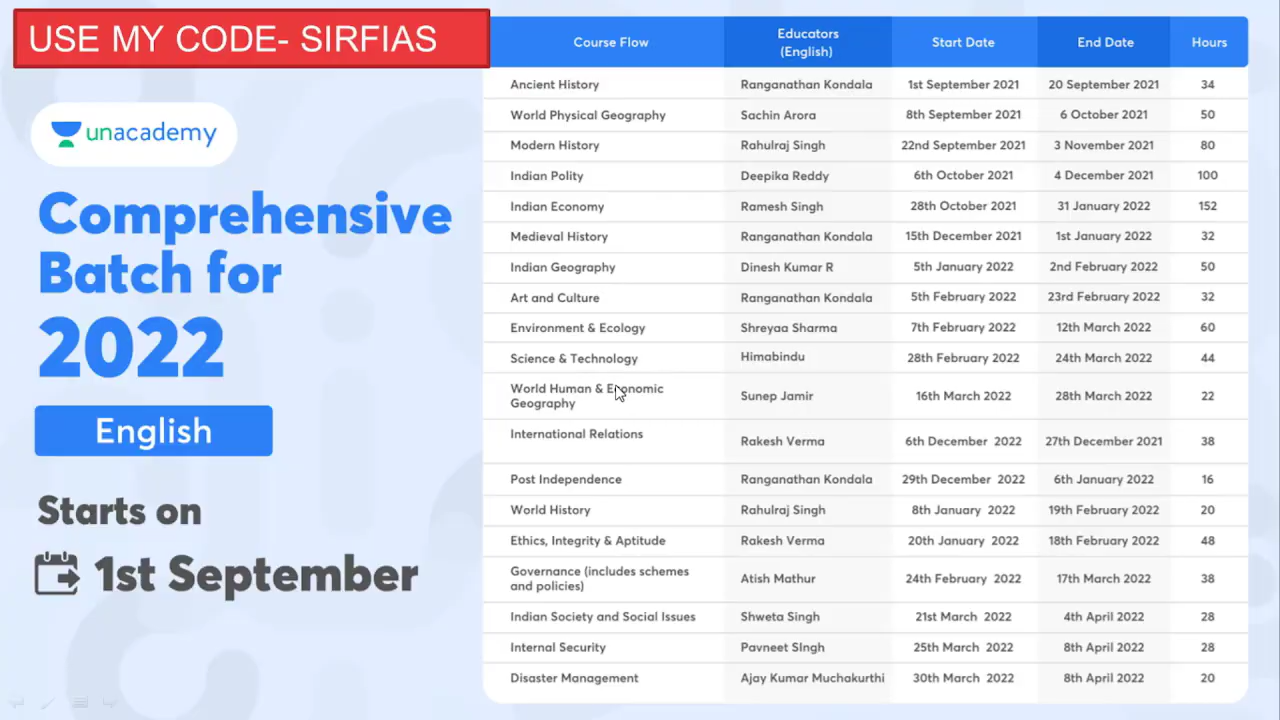 USE MY CODE- SIRFIAS
unacademy
Comprehensive
Batch for
2022
English
Starts on
1st September
Course Flow Educators (English) Start Date End Date Hours
Ancient History Ranganathan Kondala 1st September 2021 20 September 2021 34
World Physical Geography Sachin Arora 8th September 2021 6 October 2021 50
Modern History Rahulraj Singh 22nd September 2021 3 November 2021 80
Indian Polity Deepika Reddy 6th October 2021 4 December 2021 100
Indian Economy Ramesh Singh 28th October 2021 31 January 2022 152
Medieval History Ranganathan Kondala 15th December 2021 1st January 2022 32
Indian Geography Dinesh Kumar R 5th January 2022 2nd February 2022 50
Art and Culture Ranganathan Kondala 5th February 2022 23rd February 2022 32
Environment & Ecology Shreyaa Sharma 7th February 2022 12th March 2022 60
Science & Technology Himabindu 28th February 2022 24th March 2022 44
World Human & Economic Geography Sunep Jamir 16th March 2022 28th March 2022 22
International Relations Rakesh Verma 6th December 2022 27th December 2021 38
Post Independence Ranganathan Kondala 29th December 2022 6th January 2022 16
World History Rahulraj Singh 8th January 2022 19th February 2022 20
Ethics, Integrity & Aptitude Rakesh Verma 20th January 2022 18th February 2022 48
Governance (includes schemes and policies) Atish Mathur 24th February 2022 17th March 2022 38
Indian Society and Social Issues Shweta Singh 21st March 2022 4th April 2022 28
Internal Security Pavneet SIngh 25th March 2022 8th April 2022 28
Disaster Management Ajay Kumar Muchakurthi 30th March 2022 8th April 2022 20